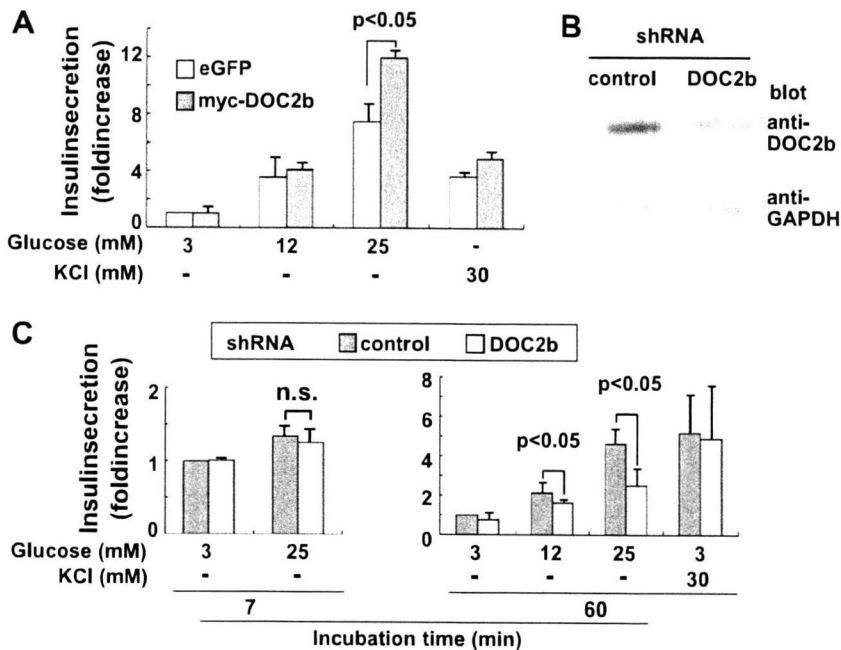 A
p<0.05
12
8
4
0
Insulinsecretion
(foldincrease)
eGFP
myc-DOC2b
Glucose (mM) 3 12 25 -
KCl (mM) - - - 30
B
shRNA
control DOC2b
blot
anti-
DOC2b
anti-
GAPDH
C
shRNA control DOC2b
Insulinsecretion
(foldincrease)
2
1
0
n.s.
8
6
4
2
0
p<0.05
p<0.05
Glucose (mM) 3 25 3 12 25 3
KCl (mM) - - - - - 30
7 60
Incubation time (min)